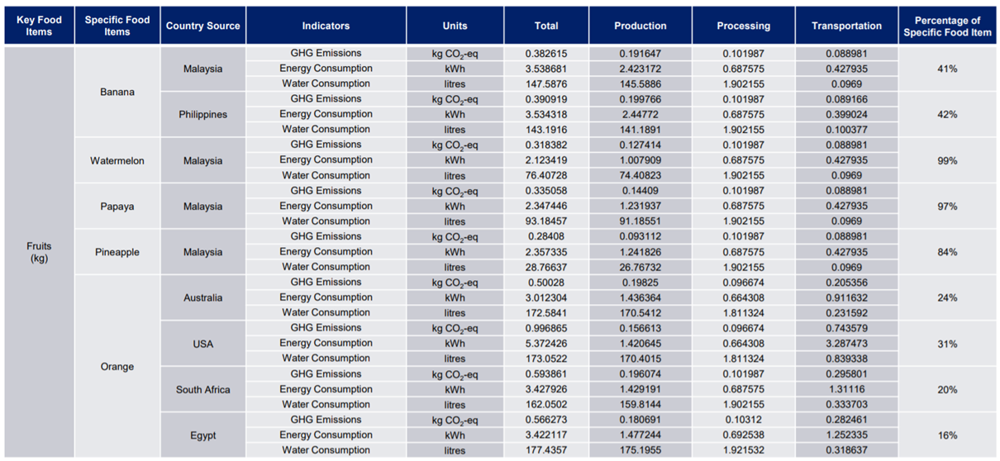 Key Food Items Specific Food Items Country Source Indicators Units Total Production Processing Transportation Percentage of Specific Food Item
Fruits (kg) Banana Malaysia GHG Emissions kg CO₂-eq 0.382615 0.191647 0.101987 0.088981 41%
Energy Consumption kWh 3.538681 2.423172 0.687575 0.427935
Water Consumption litres 147.5876 145.5886 1.902155 0.0969
Philippines GHG Emissions kg CO₂-eq 0.390919 0.199766 0.101987 0.089166 42%
Energy Consumption kWh 3.534318 2.44772 0.687575 0.399024
Water Consumption litres 143.1916 141.1891 1.902155 0.100377
Watermelon Malaysia GHG Emissions kg CO₂-eq 0.318382 0.127414 0.101987 0.088981 99%
Energy Consumption kWh 2.123419 1.007909 0.687575 0.427935
Water Consumption litres 76.40728 74.40823 1.902155 0.0969
Papaya Malaysia GHG Emissions kg CO₂-eq 0.335058 0.14409 0.101987 0.088981 97%
Energy Consumption kWh 2.347446 1.231937 0.687575 0.427935
Water Consumption litres 93.18457 91.18551 1.902155 0.0969
Pineapple Malaysia GHG Emissions kg CO₂-eq 0.28408 0.093112 0.101987 0.088981 84%
Energy Consumption kWh 2.357335 1.241826 0.687575 0.427935
Water Consumption litres 28.76637 26.76732 1.902155 0.0969
Orange Australia GHG Emissions kg CO₂-eq 0.50028 0.19825 0.096674 0.205356 24%
Energy Consumption kWh 3.012304 1.436364 0.664308 0.911632
Water Consumption litres 172.5841 170.5412 1.811324 0.231592
USA GHG Emissions kg CO₂-eq 0.996865 0.156613 0.096674 0.743579 31%
Energy Consumption kWh 5.372426 1.420645 0.664308 3.287473
Water Consumption litres 173.0522 170.4015 1.811324 0.839338
South Africa GHG Emissions kg CO₂-eq 0.593861 0.196074 0.101987 0.295801 20%
Energy Consumption kWh 3.427926 1.429191 0.687575 1.31116
Water Consumption litres 162.0502 159.8144 1.902155 0.333703
Egypt GHG Emissions kg CO₂-eq 0.566273 0.180691 0.10312 0.282461 16%
Energy Consumption kWh 3.422117 1.477244 0.692538 1.252335
Water Consumption litres 177.4357 175.1955 1.921532 0.318637